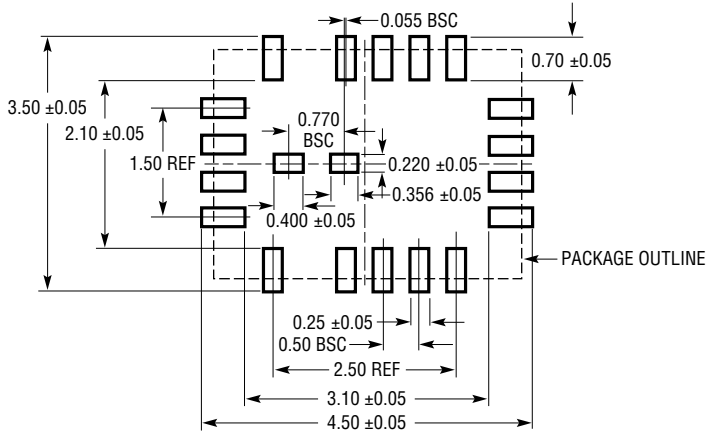 0.055 BSC
0.70 ±0.05
3.50 ±0.05
2.10 ±0.05
0.770
BSC
1.50 REF
0.220 ±0.05
0.356 ±0.05
0.400 ±0.05
PACKAGE OUTLINE
0.25 ±0.05
0.50 BSC
2.50 REF
3.10 ±0.05
4.50 ±0.05